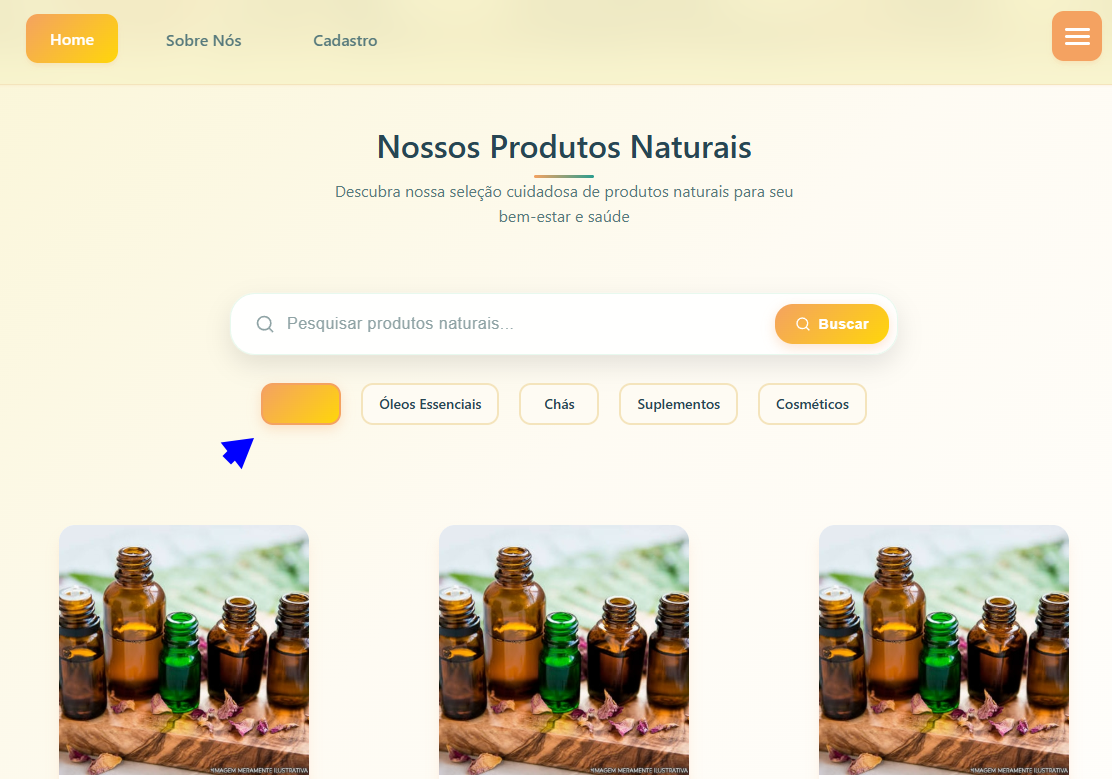 Home
Sobre Nós
Cadastro
Nossos Produtos Naturais
Descubra nossa seleção cuidadosa de produtos naturais para seu
bem-estar e saúde
Pesquisar produtos naturais...
Buscar
Óleos Essenciais
Chás
Suplementos
Cosméticos
*IMAGEM MERAMENTE ILUSTRATIVA
*IMAGEM MERAMENTE ILUSTRATIVA
*IMAGEM MERAMENTE ILUSTRATIVA